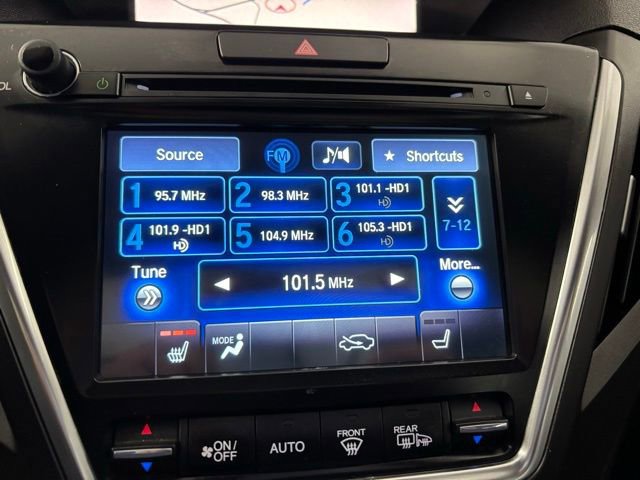 OL
Source
FM
Shortcuts
1 95.7 MHz
2 98.3 MHz
3 101.1 -HD1
HD
4 101.9 -HD1
HD
5 104.9 MHz
6 105.3 -HD1
HD
7-12
Tune
101.5 MHz
More...
MODE
ON/
OFF
AUTO
FRONT
REAR